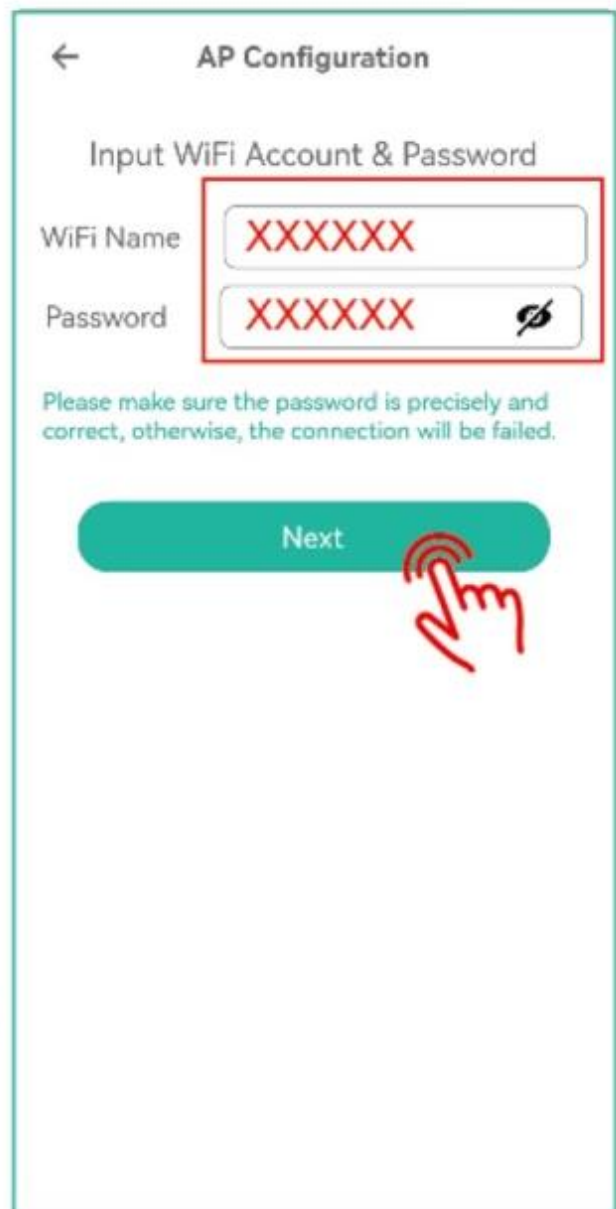 AP Configuration
Input WiFi Account & Password
WiFi Name XXXXXX
Password XXXXXX
Please make sure the password is precisely and
correct, otherwise, the connection will be failed.
Next